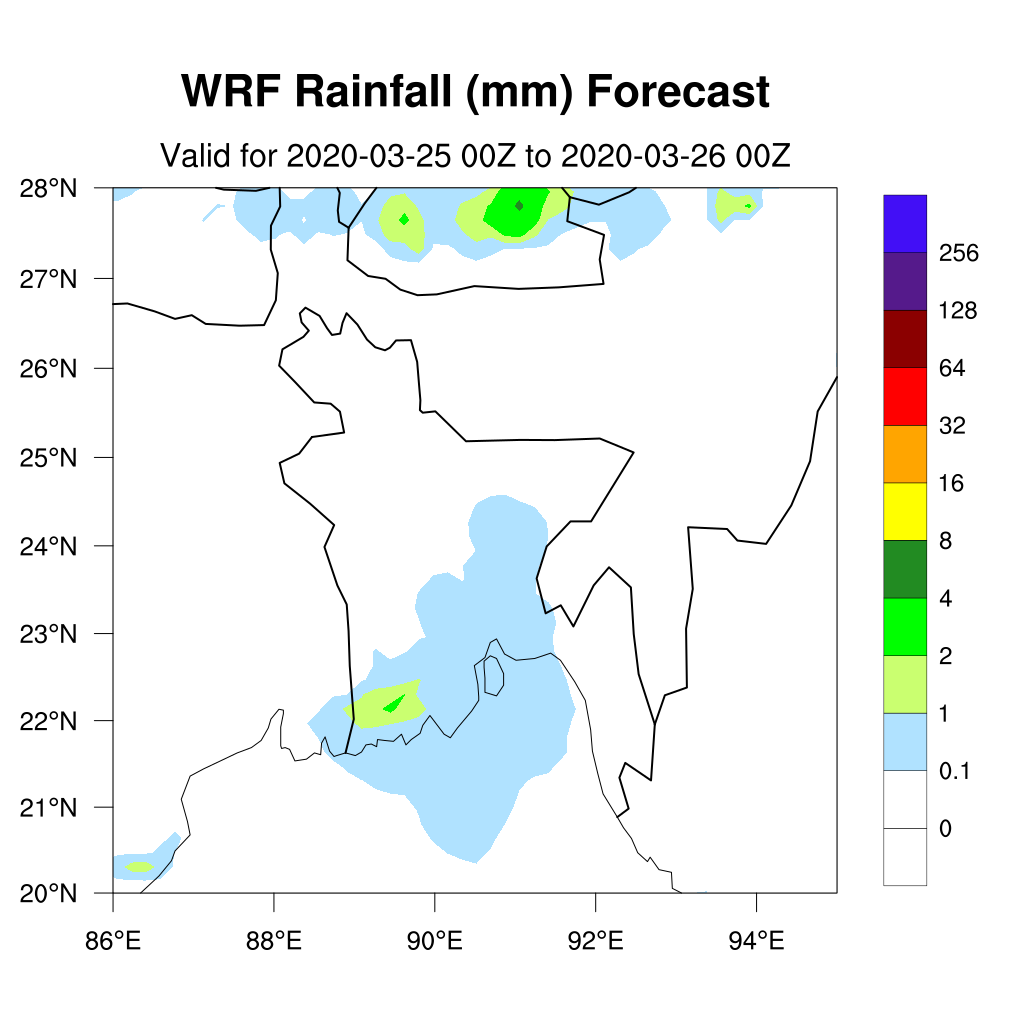 WRF Rainfall (mm) Forecast
Valid for 2020-03-25 00Z to 2020-03-26 00Z
28°N
27°N
26°N
25°N
24°N
23°N
22°N
21°N
20°N
86°E
88°E
90°E
92°E
94°E
256
128
64
32
16
8
4
2
1
0.1
0